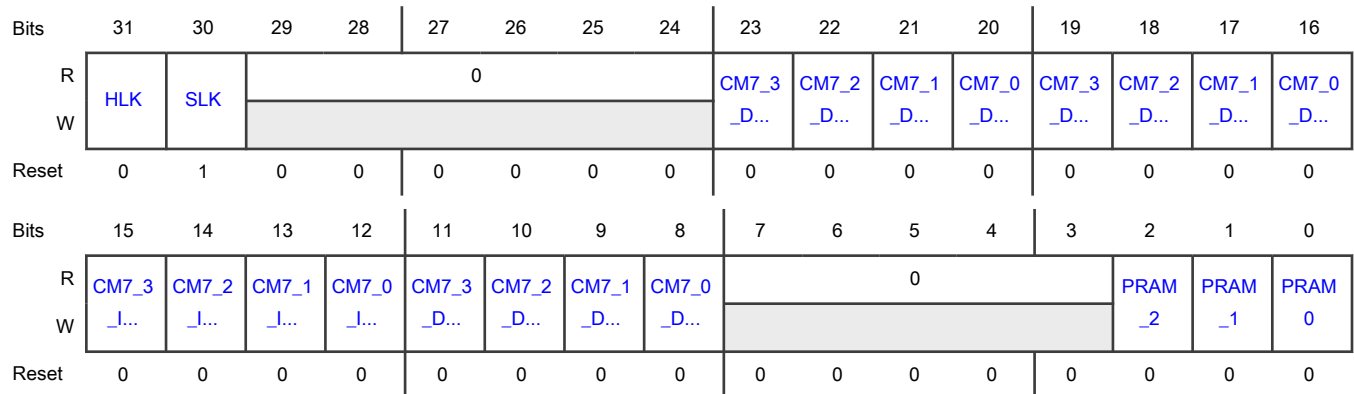 Bits 31 30 29 28 27 26 25 24 23 22 21 20 19 18 17 16
R 0
HLK SLK CM7_3 CM7_2 CM7_1 CM7_0 CM7_3 CM7_2 CM7_1 CM7_0
W _D... _D... _D... _D... _D... _D... _D... _D...
Reset 0 1 0 0 0 0 0 0 0 0 0 0 0 0 0 0
Bits 15 14 13 12 11 10 9 8 7 6 5 4 3 2 1 0
R 0
CM7_3 CM7_2 CM7_1 CM7_0 CM7_3 CM7_2 CM7_1 CM7_0 PRAM PRAM PRAM
W _I... _I... _I... _I... _D... _D... _D... _D... _2 _1 0
Reset 0 0 0 0 0 0 0 0 0 0 0 0 0 0 0 0